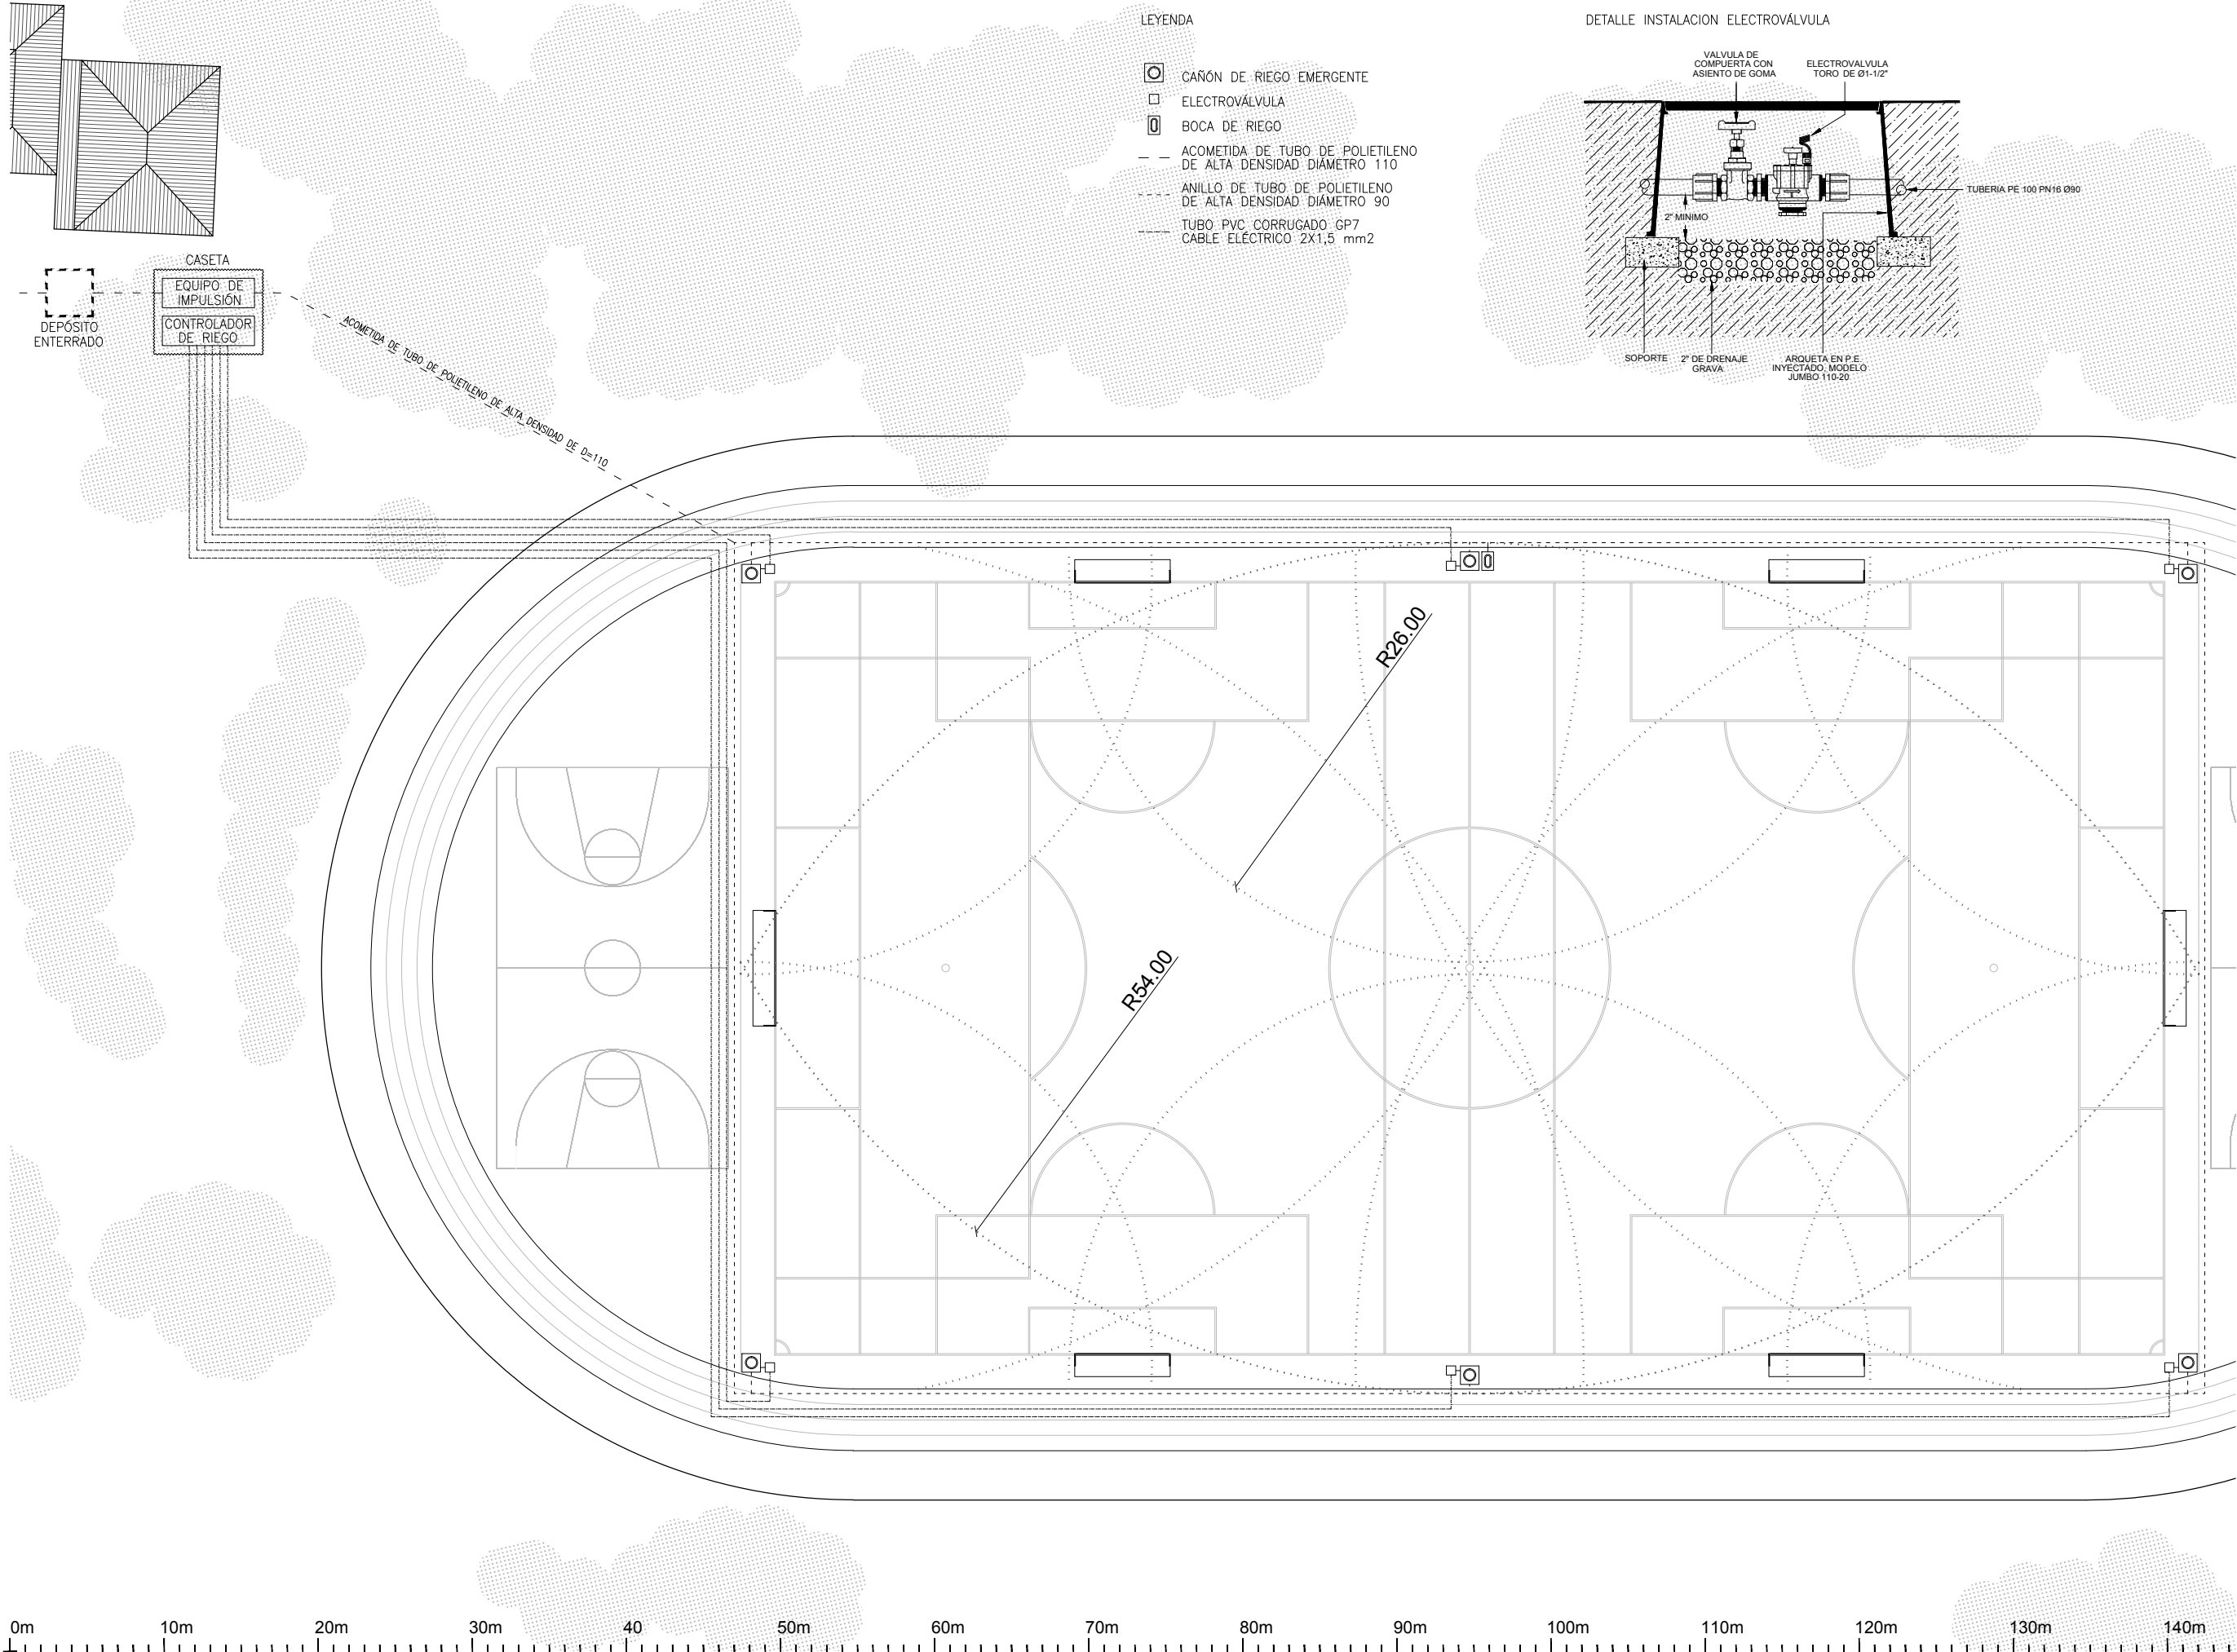 LEYENDA
CAÑÓN DE RIEGO EMERGENTE
ELECTROVÁLVULA
BOCA DE RIEGO
ACOMETIDA DE TUBO DE POLIETILENO
DE ALTA DENSIDAD DIÁMETRO 110
ANILLO DE TUBO DE POLIETILENO
DE ALTA DENSIDAD DIÁMETRO 90
TUBO PVC CORRUGADO GP7
CABLE ELÉCTRICO 2X1,5 mm2
DETALLE INSTALACION ELECTROVÁLVULA
VALVULA DE
COMPUERTA CON
ASIENTO DE GOMA
ELECTROVALVULA
TORO DE Ø1-1/2"
TUBERIA PE 100 PN16 Ø90
2" MINIMO
SOPORTE
2" DE DRENAJE
GRAVA
ARQUETA EN P.E.
INYECTADO, MODELO
JUMBO 110-20
CASETA
EQUIPO DE
IMPULSIÓN
CONTROLADOR
DE RIEGO
DEPÓSITO
ENTERRADO
ACOMETIDA DE TUBO DE POLIETILENO DE ALTA DENSIDAD DE D=110
R26.00
R54.00
0m 10m 20m 30m 40 50m 60m 70m 80m 90m 100m 110m 120m 130m 140m